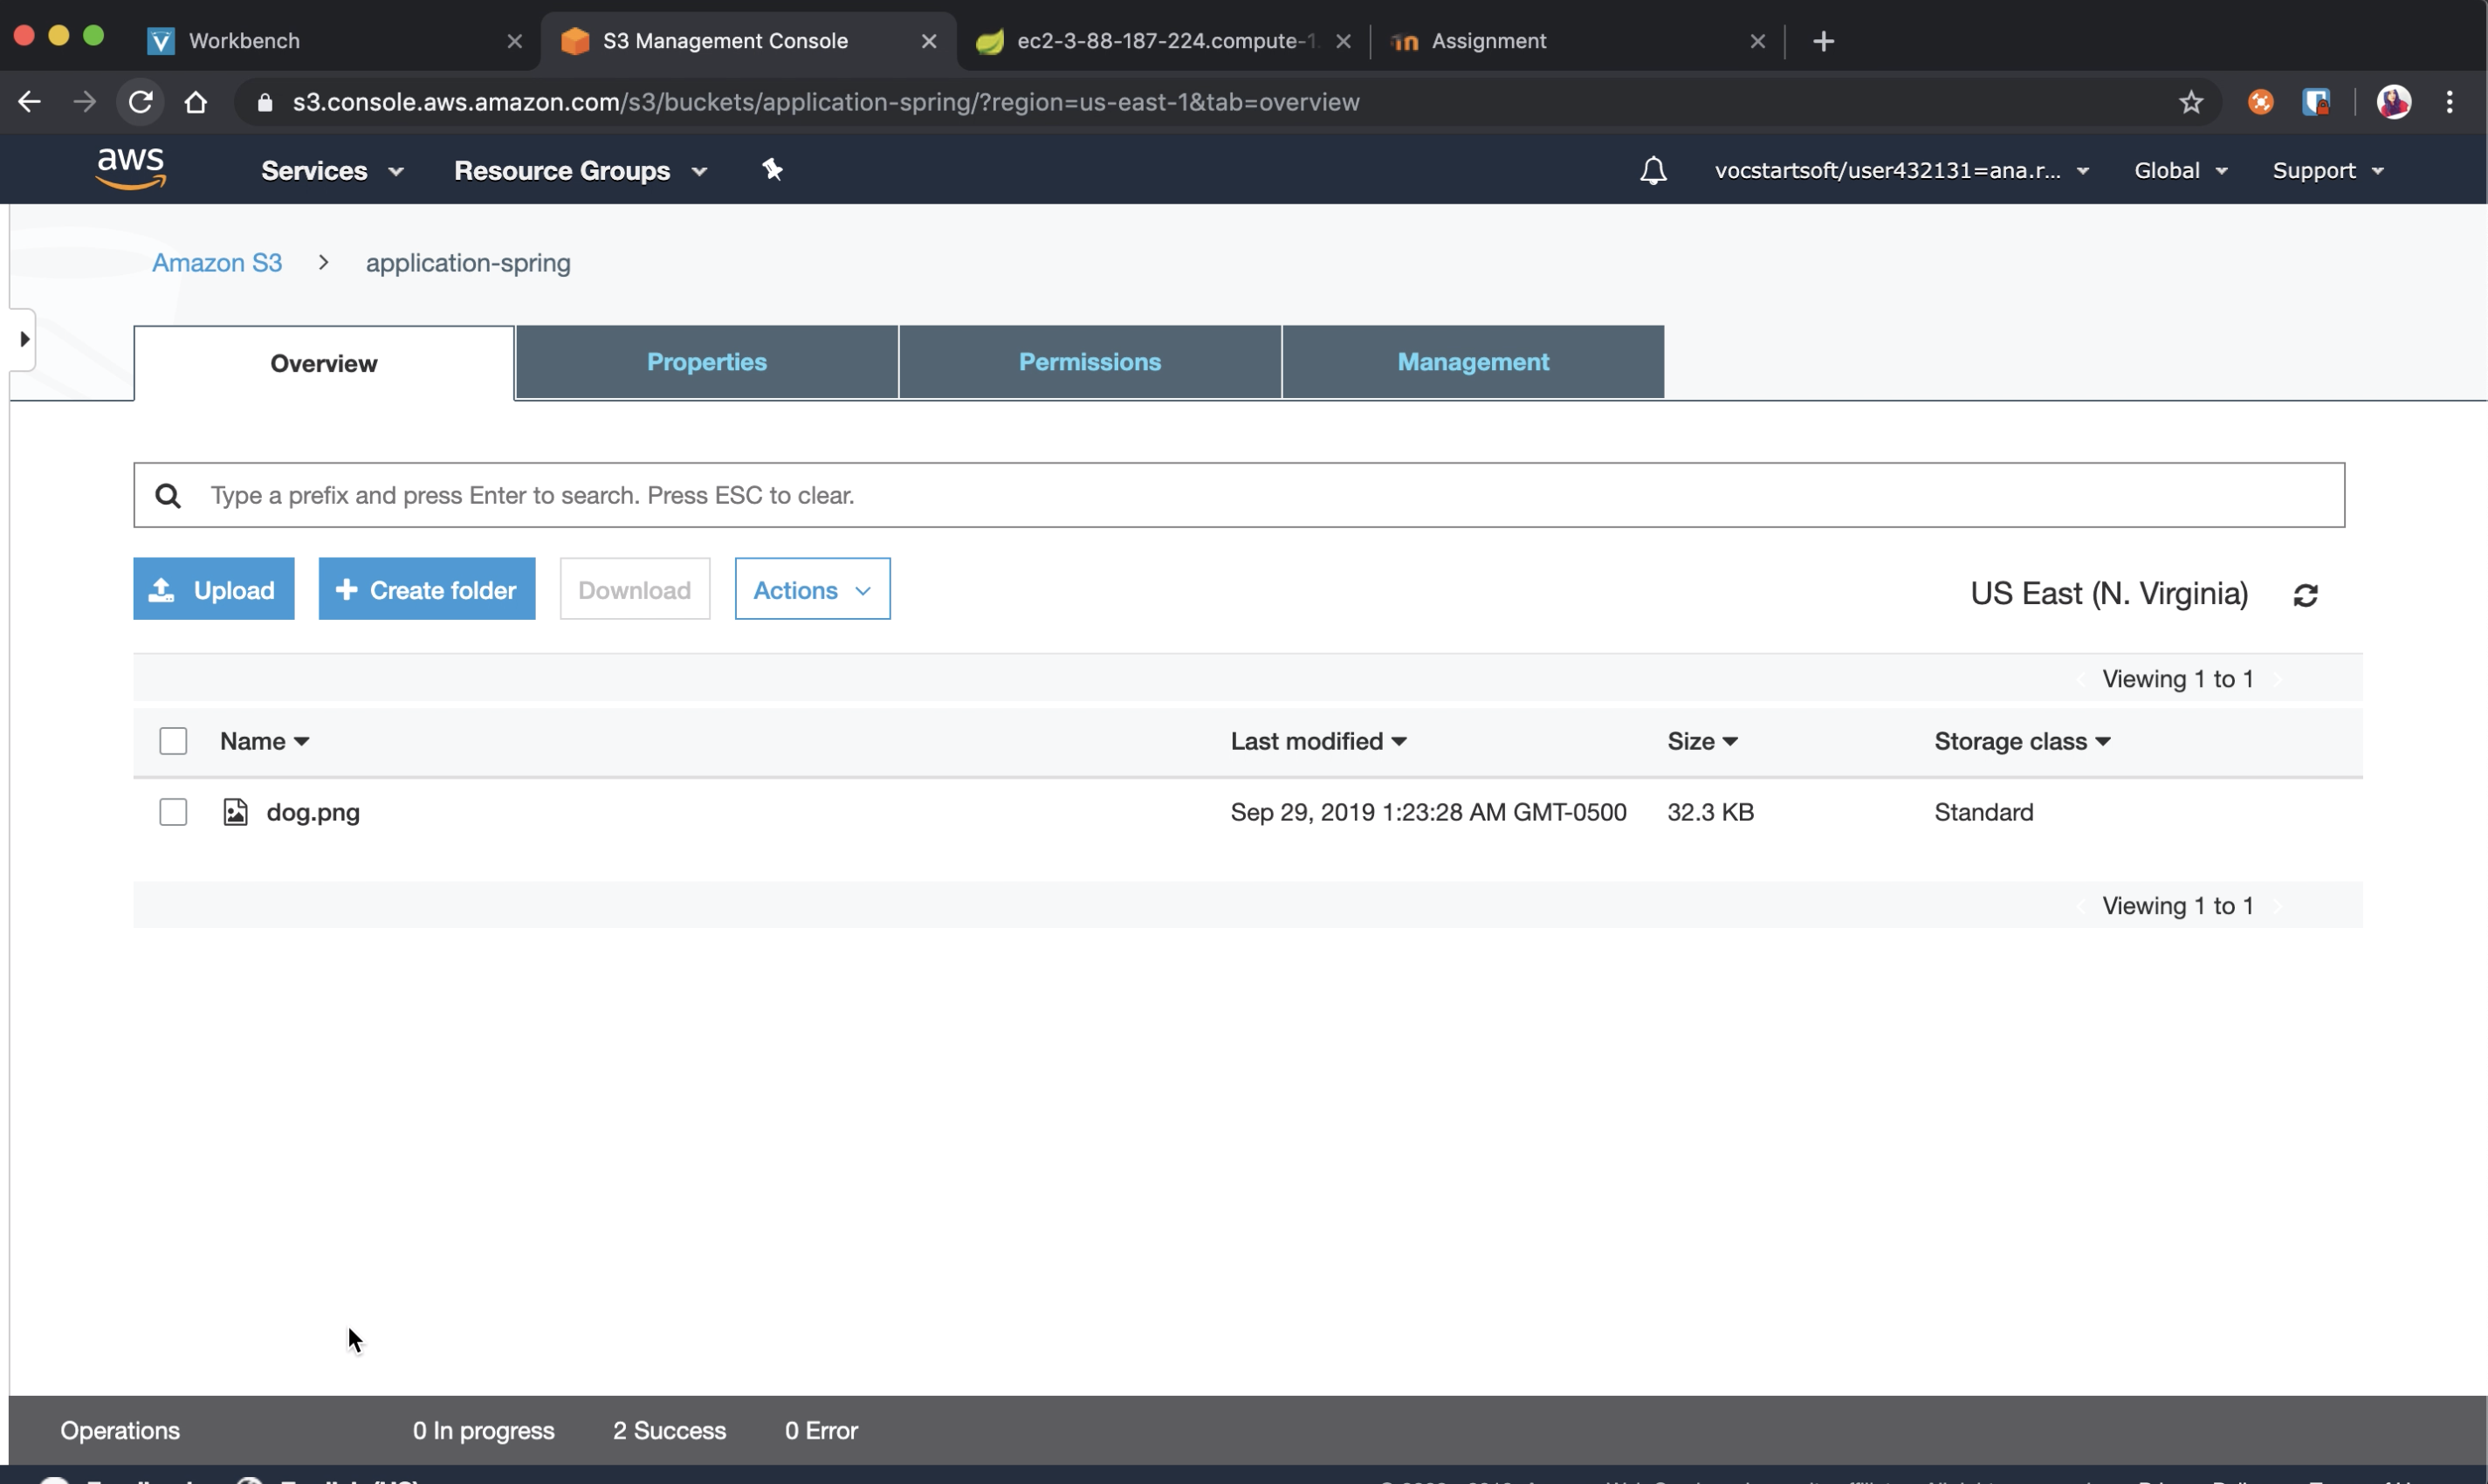 Workbench
S3 Management Console
ec2-3-88-187-224.compute-1.
Assignment
s3.console.aws.amazon.com/s3/buckets/application-spring/?region=us-east-1&tab=overview
aws
Services
Resource Groups
vocstartsoft/user432131=ana.r...
Global
Support
Amazon S3 > application-spring
Overview
Properties
Permissions
Management
Type a prefix and press Enter to search. Press ESC to clear.
Upload
+ Create folder
Download
Actions
US East (N. Virginia)
Viewing 1 to 1
Name
Last modified
Size
Storage class
dog.png
Sep 29, 2019 1:23:28 AM GMT-0500
32.3 KB
Standard
Viewing 1 to 1
Operations
0 In progress
2 Success
0 Error